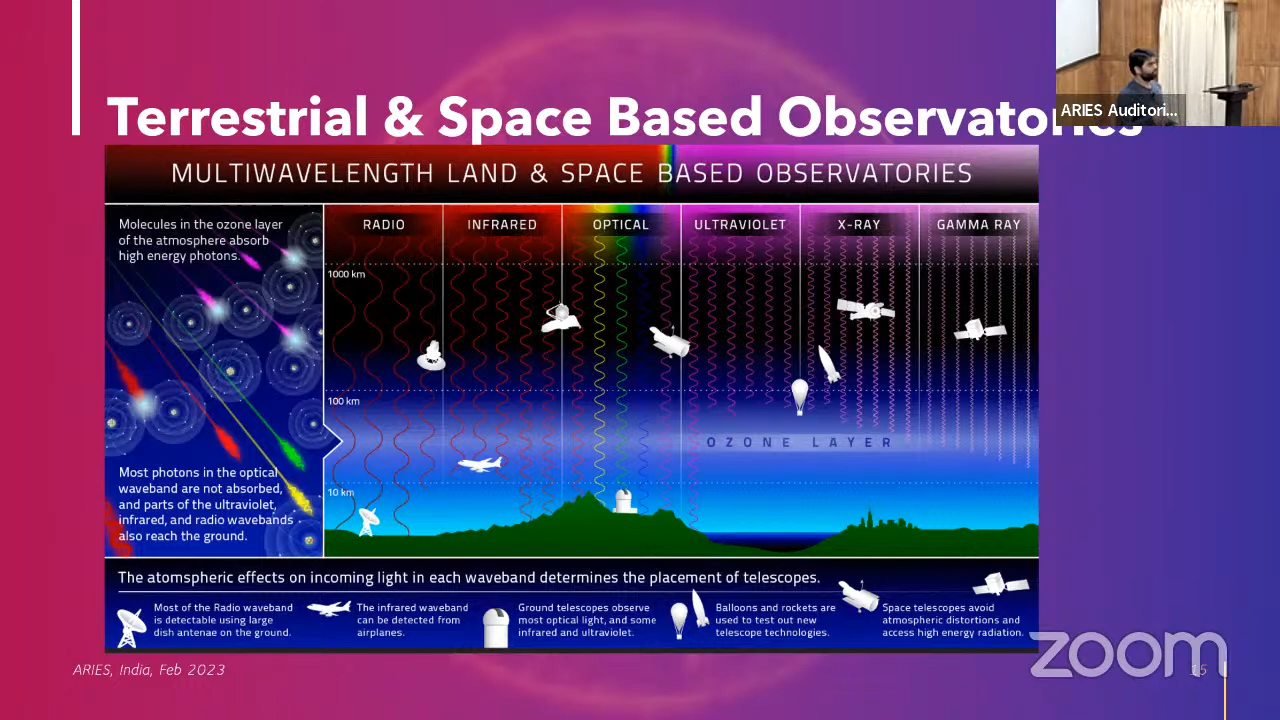 Terrestrial & Space Based Observatories
ARIES Auditori...
MULTIWAVELENGTH LAND & SPACE BASED OBSERVATORIES
Molecules in the ozone layer
of the atmosphere absorb
high energy photons.
RADIO
INFRARED
OPTICAL
ULTRAVIOLET
X-RAY
GAMMA RAY
1000 km
100 km
OZONE LAYER
10 km
Most photons in the optical
waveband are not absorbed,
and parts of the ultraviolet,
infrared, and radio wavebands
also reach the ground.
The atomspheric effects on incoming light in each waveband determines the placement of telescopes.
Most of the Radio waveband
is detectable using large
dish antenae on the ground.
The infrared waveband
can be detected from
airplanes.
Ground telescopes observe
most optical light, and some
infrared and ultraviolet.
Balloons and rockets are
used to test out new
telescope technologies.
Space telescopes avoid
atmospheric distortions and
access high energy radiation.
ARIES, India, Feb 2023
zoom
15